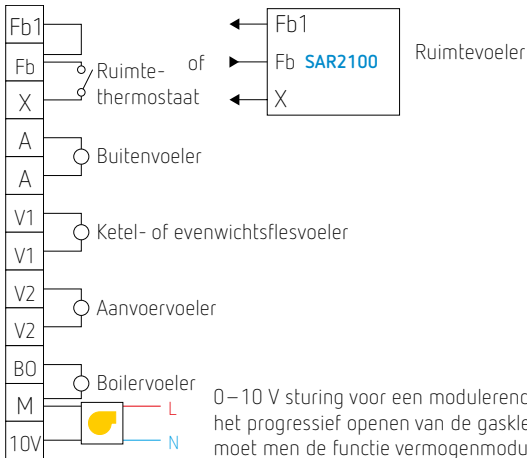 Fb1
Fb
X
A
A
V1
V1
V2
V2
BO
M
10V
Ruimte-
thermostaat
of
Fb1
Fb SAR2100
X
Ruimtevoeler
Buitenvoeler
Ketel- of evenwichtsflesvoeler
Aanvoervoeler
Boilervoeler
L
N
0–10 V sturing voor een modulerend
het progressief openen van de gaskle
moet men de functie vermogenmodu